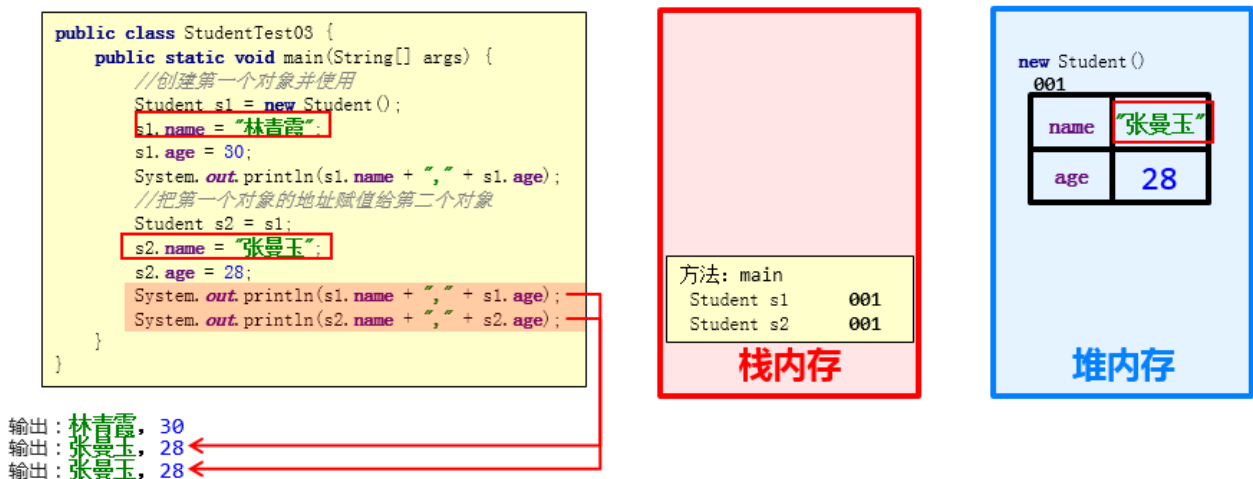 public class StudentTest03 {
public static void main(String[] args) {
//创建第一个对象并使用
Student s1 = new Student();
s1.name = "林青霞";
s1.age = 30;
System.out.println(s1.name + "," + s1.age);
//把第一个对象的地址赋值给第二个对象
Student s2 = s1;
s2.name = "张曼玉";
s2.age = 28;
System.out.println(s1.name + "," + s1.age);
System.out.println(s2.name + "," + s2.age);
}
}
输出：林青霞，30
输出：张曼玉，28
输出：张曼玉，28
方法：main
Student s1 001
Student s2 001
栈内存
new Student()
001
name "张曼玉"
age 28
堆内存